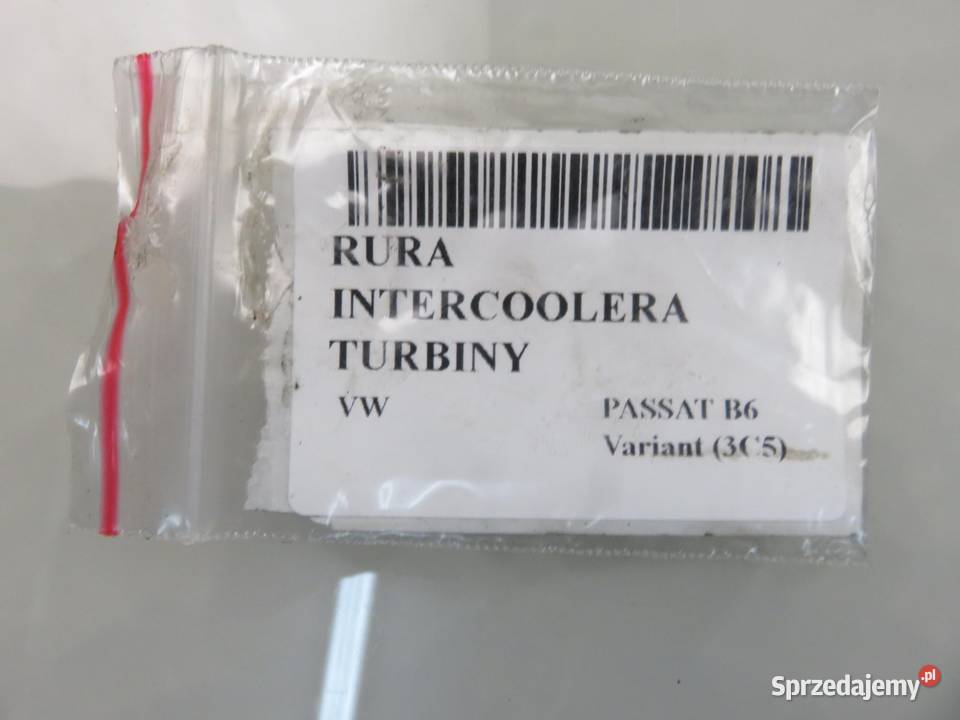 RURA
INTERCOOLERA
TURBINY
VW
PASSAT B6
Variant (3C5)
Sprzedajemy.pl